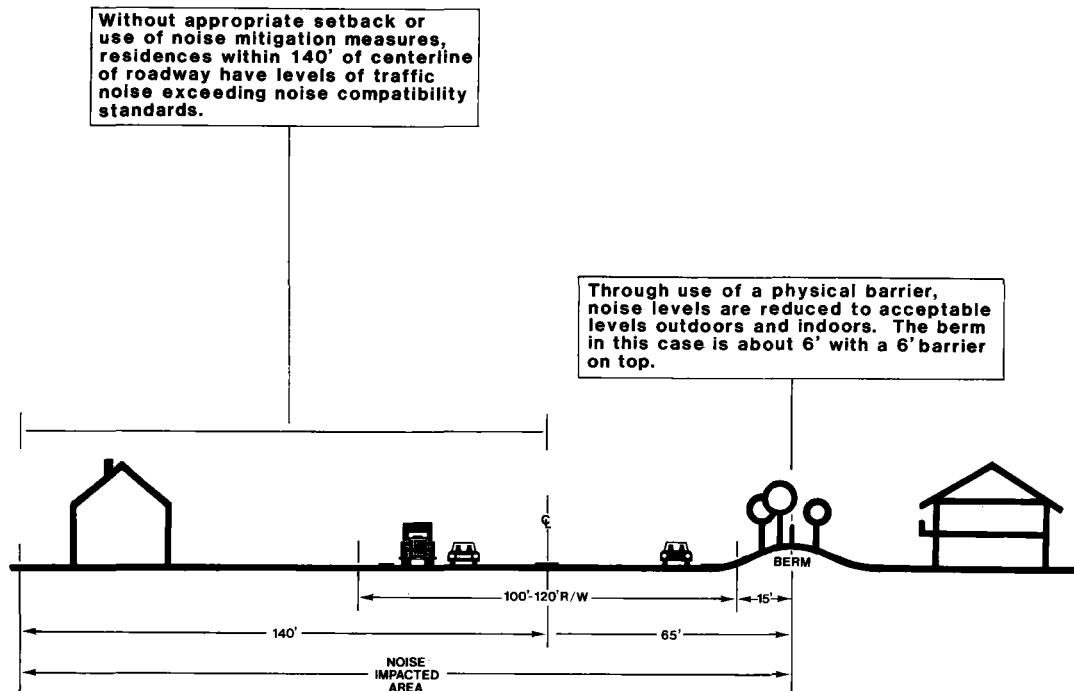 Without appropriate setback or
use of noise mitigation measures,
residences within 140' of centerline
of roadway have levels of traffic
noise exceeding noise compatibility
standards.
Through use of a physical barrier,
noise levels are reduced to acceptable
levels outdoors and indoors. The berm
in this case is about 6' with a 6' barrier
on top.
℄
BERM
100'-120' R/W
15'
140'
65'
NOISE
IMPACTED
AREA